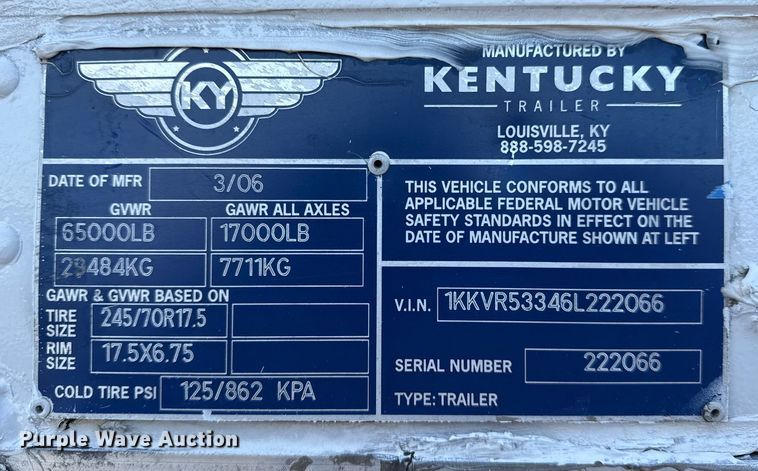 KY
MANUFACTURED BY
KENTUCKY
TRAILER
LOUISVILLE, KY
888-598-7245
DATE OF MFR 3/06
GVWR GAWR ALL AXLES
65000LB 17000LB
29484KG 7711KG
GAWR & GVWR BASED ON
TIRE SIZE 245/70R17.5
RIM SIZE 17.5X6.75
COLD TIRE PSI 125/862 KPA
THIS VEHICLE CONFORMS TO ALL
APPLICABLE FEDERAL MOTOR VEHICLE
SAFETY STANDARDS IN EFFECT ON THE
DATE OF MANUFACTURE SHOWN AT LEFT
V.I.N. 1KKVR53346L222066
SERIAL NUMBER 222066
TYPE: TRAILER
Purple Wave Auction